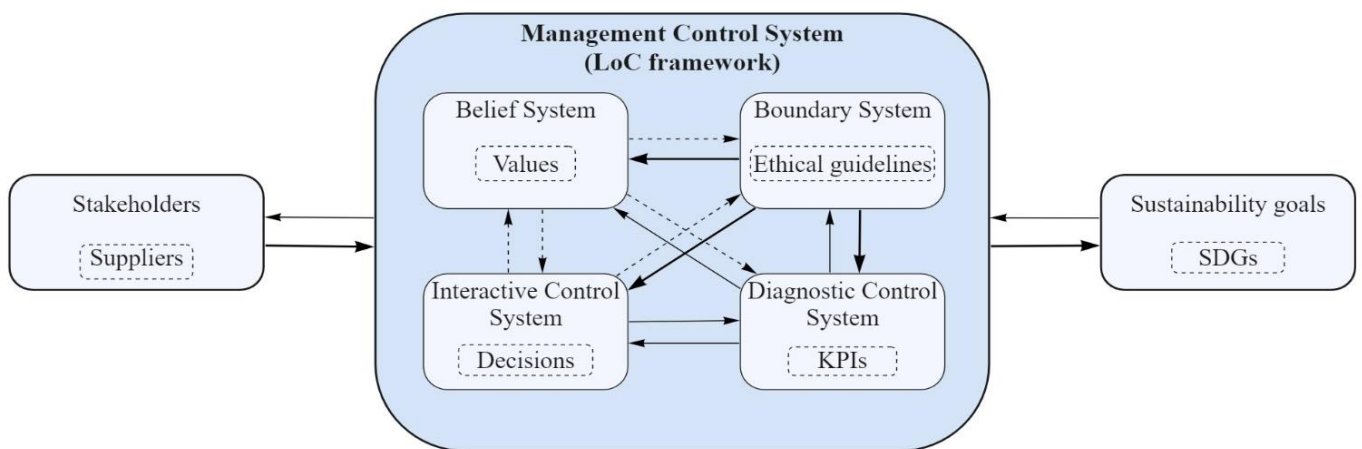 Management Control System
(LoC framework)
Belief System
Values
Boundary System
Ethical guidelines
Stakeholders
Suppliers
Sustainability goals
SDGs
Interactive Control
System
Decisions
Diagnostic Control
System
KPIs